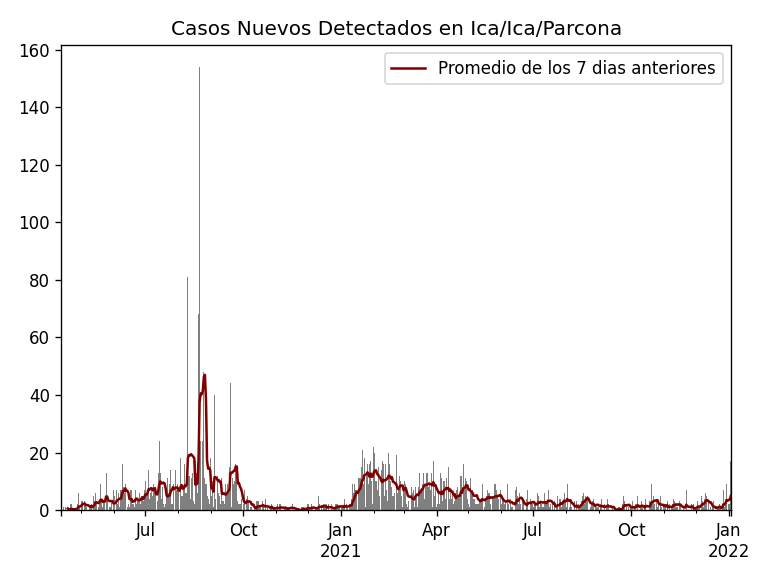 Casos Nuevos Detectados en Ica/Ica/Parcona
Promedio de los 7 dias anteriores
160
140
120
100
80
60
40
20
0
Jul
Oct
Jan
2021
Apr
Jul
Oct
Jan
2022